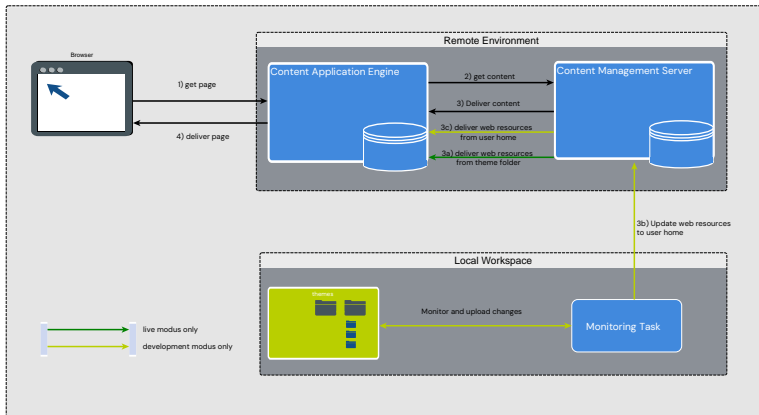 Remote Environment
Browser
Content Application Engine
Content Management Server
2) get content
1) get page
3) Deliver content
3c) deliver web resources
from user home
4) deliver page
3a) deliver web resources
from theme folder
3b) Update web resources
to user home
Local Workspace
themes
Monitor and upload changes
Monitoring Task
live modus only
development modus only